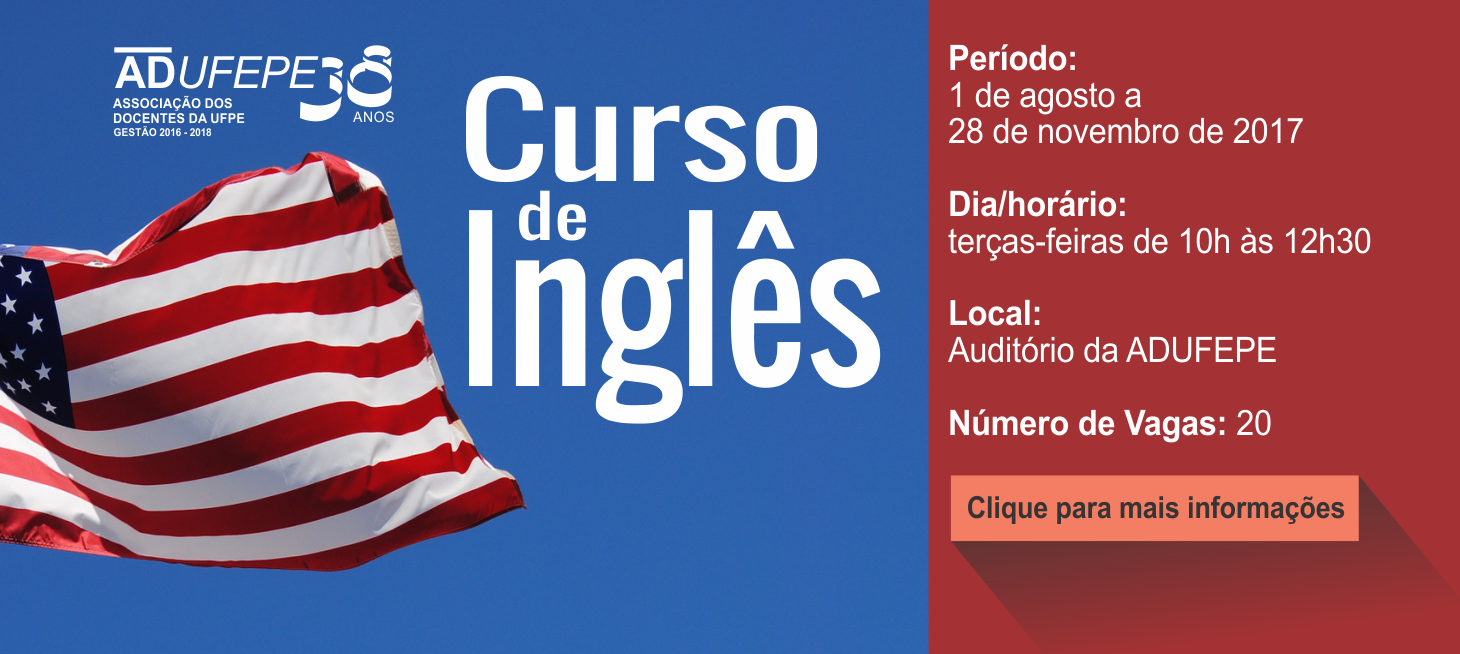 ADUFEPE 38
ANOS
ASSOCIAÇÃO DOS
DOCENTES DA UFPE
GESTÃO 2016 - 2018
Curso
de
Inglês
Período:
1 de agosto a
28 de novembro de 2017
Dia/horário:
terças-feiras de 10h às 12h30
Local:
Auditório da ADUFEPE
Número de Vagas: 20
Clique para mais informações